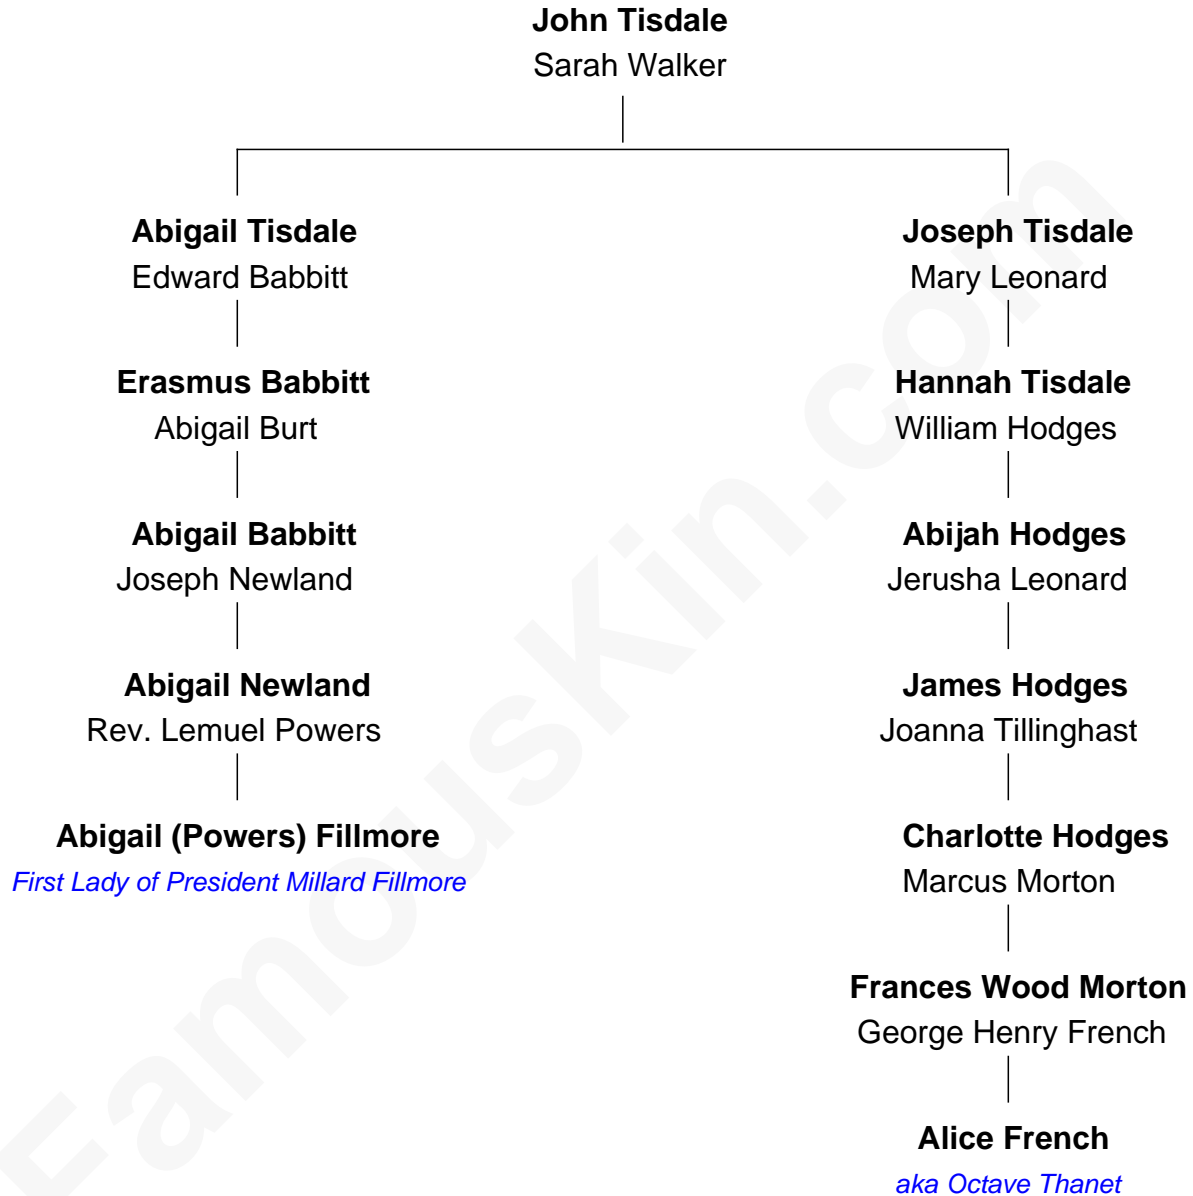 John Tisdale
Sarah Walker
Abigail Tisdale
Edward Babbitt
Erasmus Babbitt
Abigail Burt
Abigail Babbitt
Joseph Newland
Abigail Newland
Rev. Lemuel Powers
Abigail (Powers) Fillmore
First Lady of President Millard Fillmore
Joseph Tisdale
Mary Leonard
Hannah Tisdale
William Hodges
Abijah Hodges
Jerusha Leonard
James Hodges
Joanna Tillinghast
Charlotte Hodges
Marcus Morton
Frances Wood Morton
George Henry French
Alice French
aka Octave Thanet
FamousKin.com